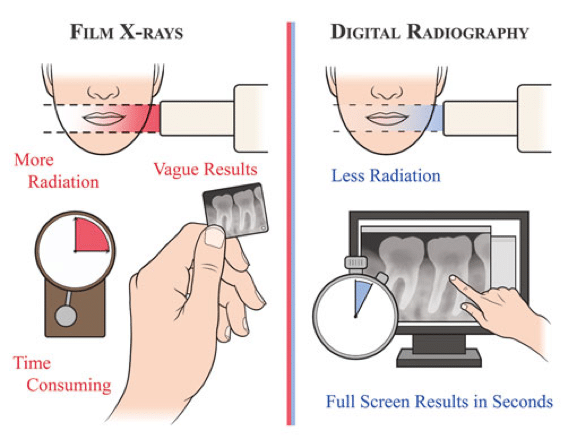 FILM X-RAYS
More
Radiation
Vague Results
Time
Consuming
DIGITAL RADIOGRAPHY
Less Radiation
Full Screen Results in Seconds